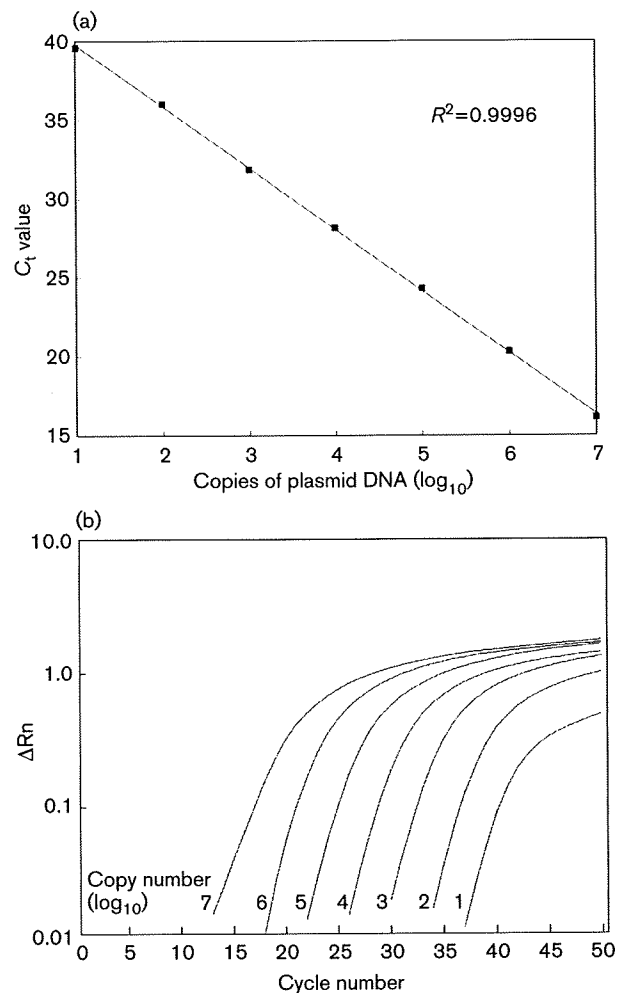 (a)
40
35
30
25
20
15
C_t value
R²=0.9996
1 2 3 4 5 6 7
Copies of plasmid DNA (log₁₀)
(b)
10.0
1.0
0.1
0.01
ΔRn
Copy number
(log₁₀) 7 6 5 4 3 2 1
0 5 10 15 20 25 30 35 40 45 50
Cycle number